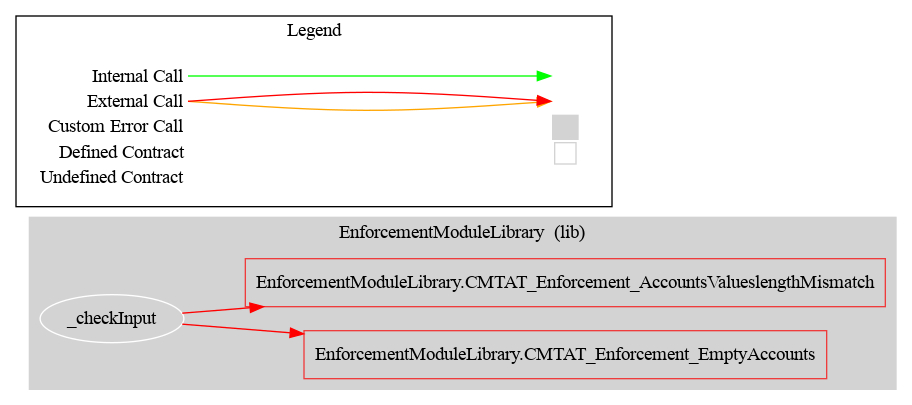 Legend
Internal Call
External Call
Custom Error Call
Defined Contract
Undefined Contract
EnforcementModuleLibrary (lib)
EnforcementModuleLibrary.CMTAT_Enforcement_AccountsValueslengthMismatch
_checkInput
EnforcementModuleLibrary.CMTAT_Enforcement_EmptyAccounts